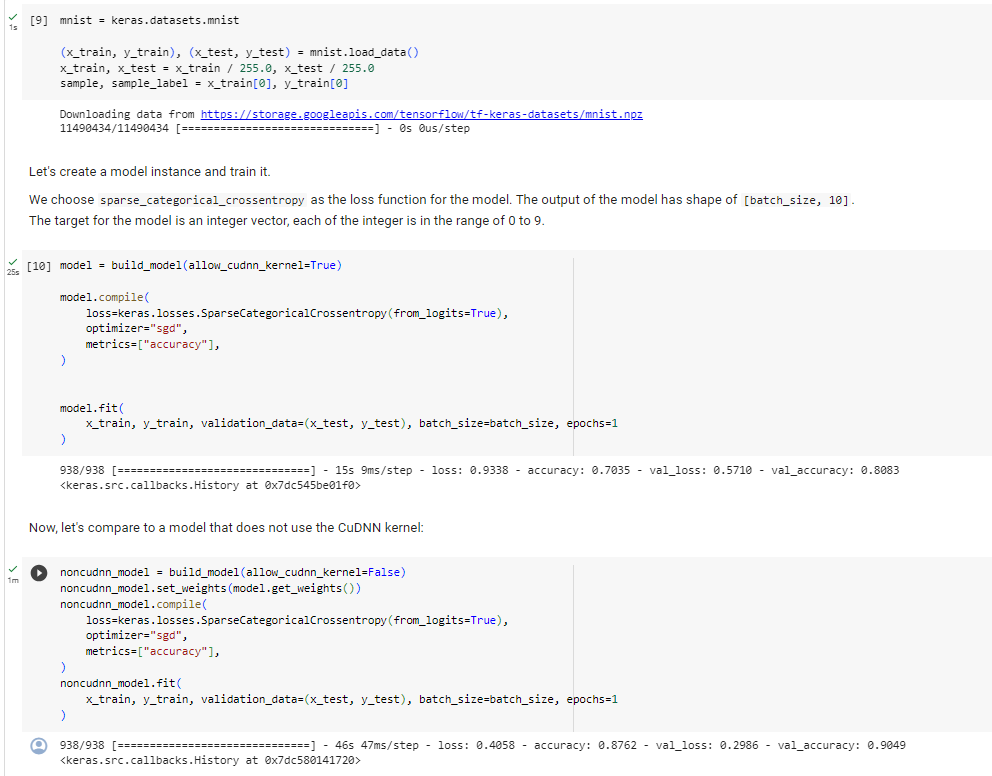 [9] mnist = keras.datasets.mnist
(x_train, y_train), (x_test, y_test) = mnist.load_data()
x_train, x_test = x_train / 255.0, x_test / 255.0
1s
sample, sample_label = x_train[0], y_train[0]
Downloading data from https://storage.googleapis.com/tensorflow/tf-keras-datasets/mnist.npz
11490434/11490434 [==============================] - 0s 0us/step
Let's create a model instance and train it.
We choose sparse_categorical_crossentropy as the loss function for the model. The output of the model has shape of [batch_size, 10].
The target for the model is an integer vector, each of the integer is in the range of 0 to 9.
[10] model = build_model(allow_cudnn_kernel=True)
25s
model.compile(
    loss=keras.losses.SparseCategoricalCrossentropy(from_logits=True),
    optimizer="sgd",
    metrics=["accuracy"],
)
model.fit(
    x_train, y_train, validation_data=(x_test, y_test), batch_size=batch_size, epochs=1
)
938/938 [==============================] - 15s 9ms/step - loss: 0.9338 - accuracy: 0.7035 - val_loss: 0.5710 - val_accuracy: 0.8083
<keras.src.callbacks.History at 0x7dc545be01f0>
Now, let's compare to a model that does not use the CuDNN kernel:
noncudnn_model = build_model(allow_cudnn_kernel=False)
1m
noncudnn_model.set_weights(model.get_weights())
noncudnn_model.compile(
    loss=keras.losses.SparseCategoricalCrossentropy(from_logits=True),
    optimizer="sgd",
    metrics=["accuracy"],
)
noncudnn_model.fit(
    x_train, y_train, validation_data=(x_test, y_test), batch_size=batch_size, epochs=1
)
938/938 [==============================] - 46s 47ms/step - loss: 0.4058 - accuracy: 0.8762 - val_loss: 0.2986 - val_accuracy: 0.9049
<keras.src.callbacks.History at 0x7dc580141720>